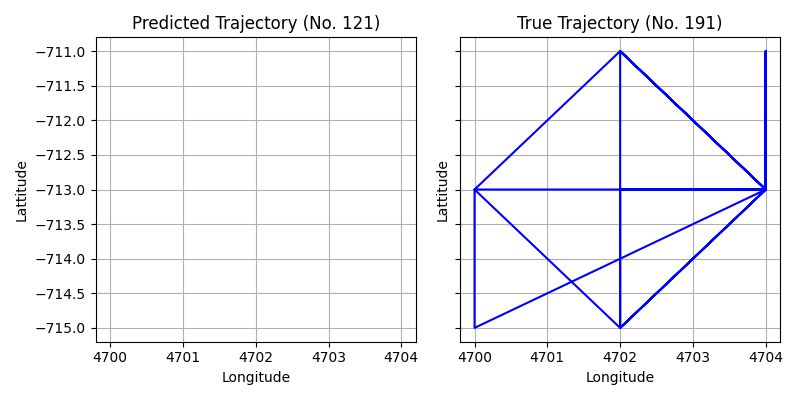 Predicted Trajectory (No. 121)
True Trajectory (No. 191)
−711.0
−711.5
−712.0
−712.5
−713.0
−713.5
−714.0
−714.5
−715.0
Lattitude
Lattitude
4700 4701 4702 4703 4704
4700 4701 4702 4703 4704
Longitude
Longitude